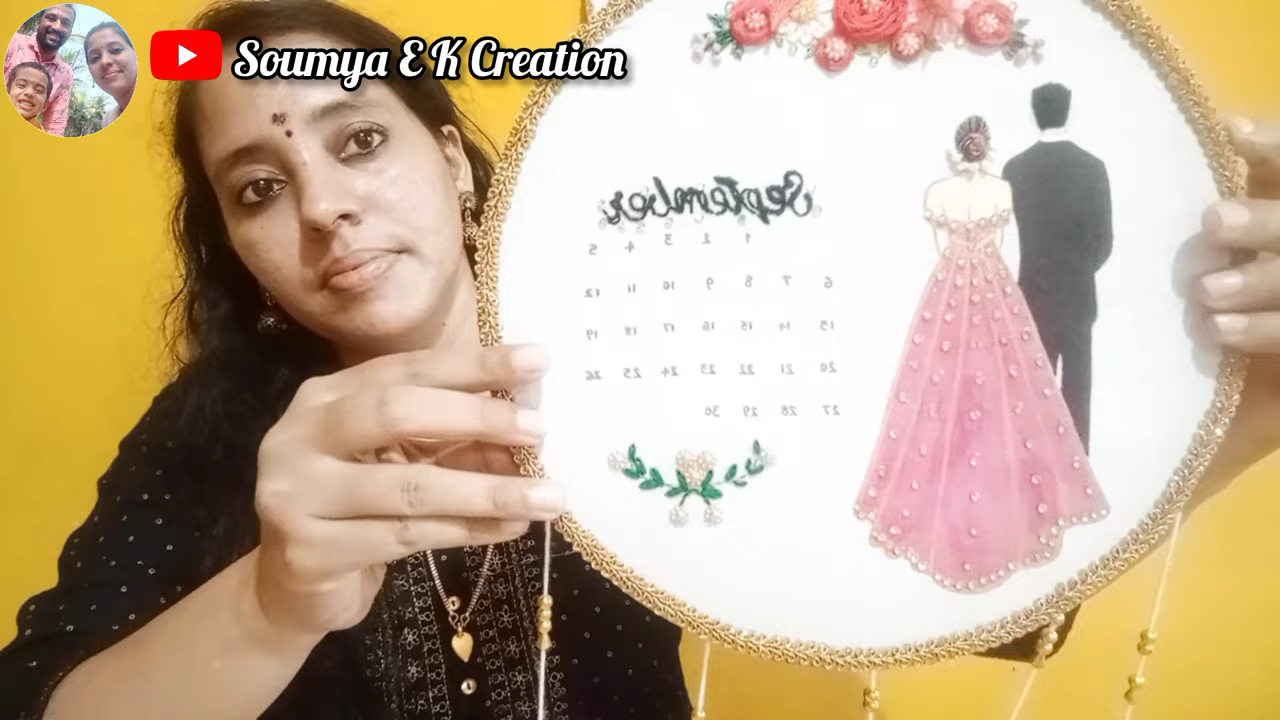 Soumya E K Creation
September
1 2 3 4 5
6 7 8 9 10 11 12
13 14 15 16 17 18 19
20 21 22 23 24 25 26
27 28 29 30